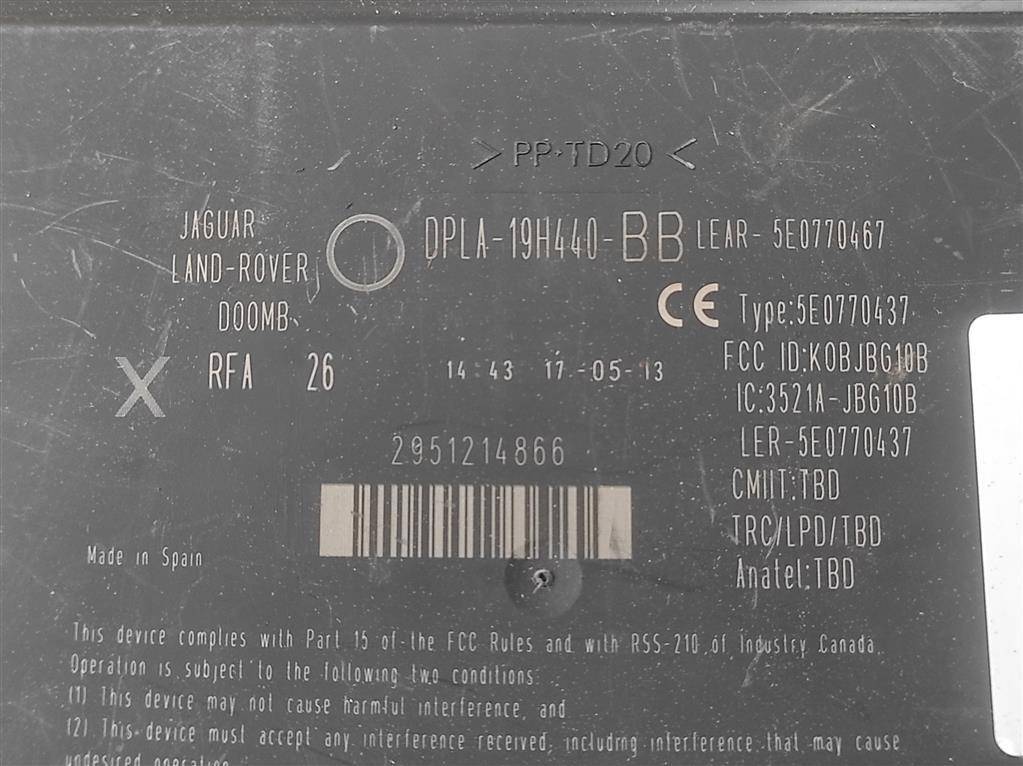 >PP-TD20<
JAGUAR
LAND-ROVER
DOOMB
DPLA-19H440-BB LEAR- 5E0770467
CE Type:5E0770437
FCC ID:KOBJBG10B
IC:3521A-JBG10B
LER-5E0770437
CMIIT:TBD
TRC/LPD/TBD
Anatel:TBD
X RFA 26 14:43 17-05-13
2951214866
Made in Spain
This device complies with Part 15 of the FCC Rules and with RSS-210 of Industry Canada.
Operation is subject to the following two conditions:
(1) This device may not cause harmful interference, and
(2) This device must accept any interference received, including interference that may cause
undesired operation.